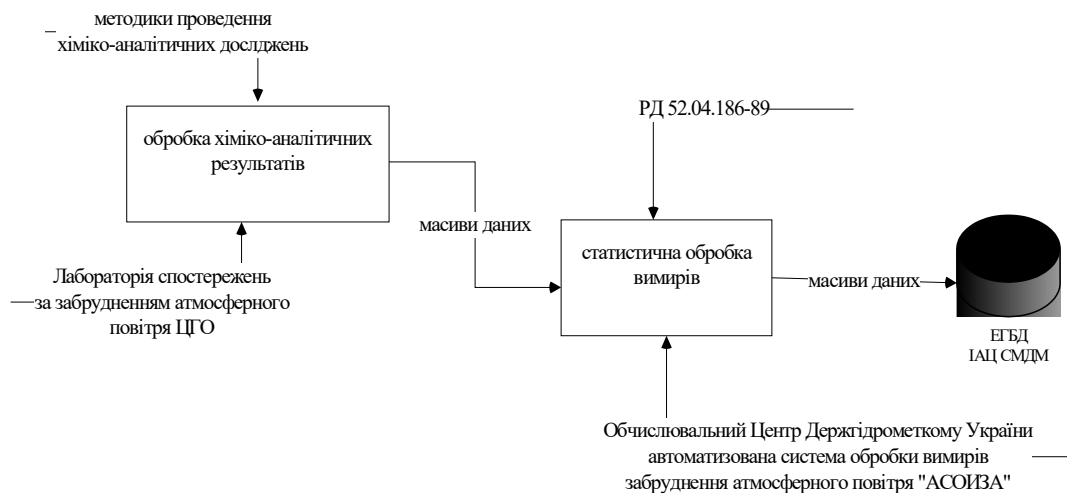 методики проведення
хіміко-аналітичних дослджень
обробка хіміко-аналітичних
результатів
РД 52.04.186-89
масиви даних
Лабораторія спостережень
за забрудненням атмосферного
повітря ЦГО
статистична обробка
вимирів
масиви даних
ЕГБД
ІАЦ СМДМ
Обчислювальний Центр Держгідрометкому України
автоматизована система обробки вимирів
забруднення атмосферного повітря "АСОИЗА"